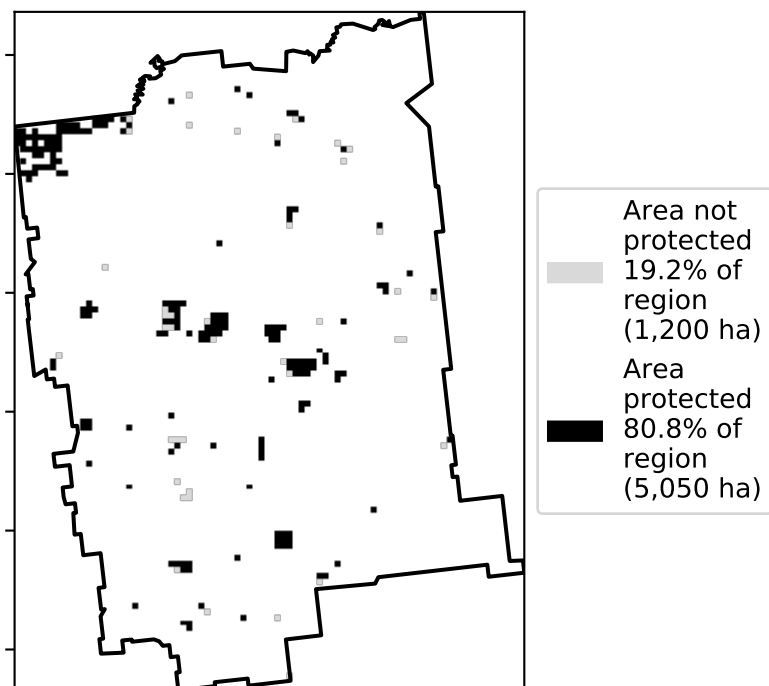 Area not
protected
19.2% of
region
(1,200 ha)
Area
protected
80.8% of
region
(5,050 ha)